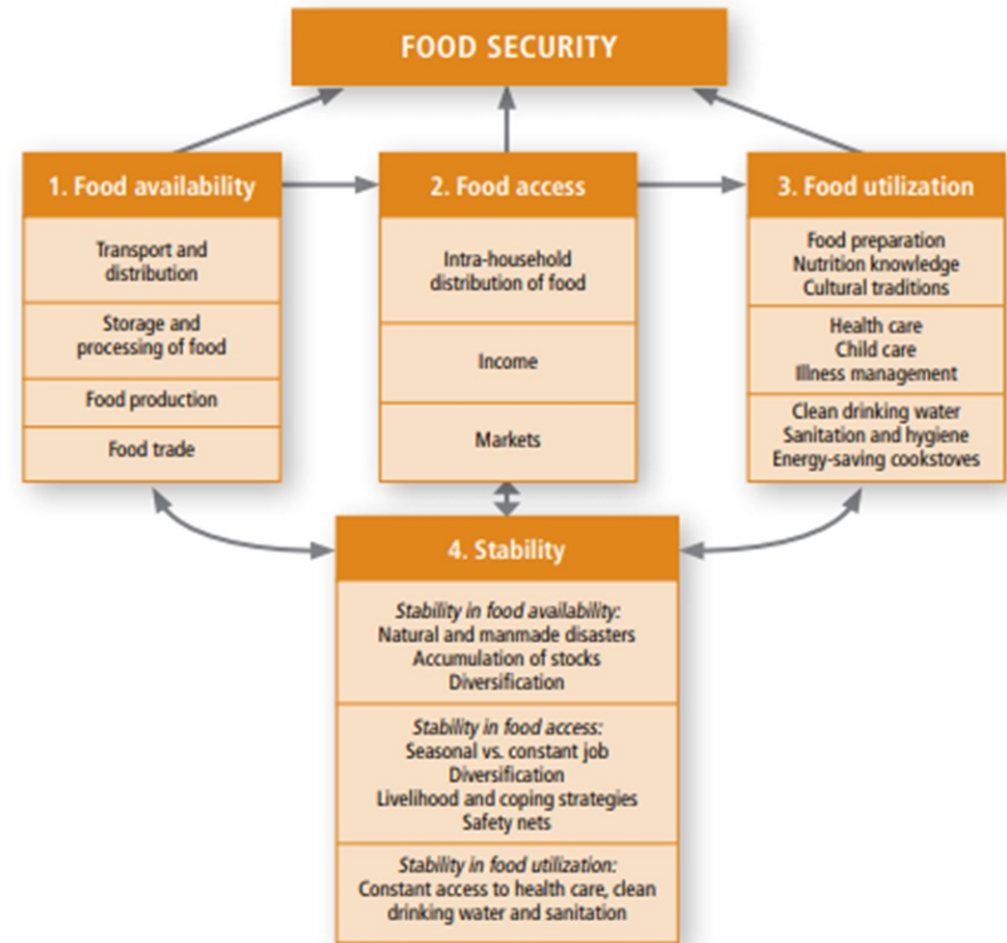 FOOD SECURITY
1. Food availability
Transport and
distribution
Storage and
processing of food
Food production
Food trade
2. Food access
Intra-household
distribution of food
Income
Markets
3. Food utilization
Food preparation
Nutrition knowledge
Cultural traditions
Health care
Child care
Illness management
Clean drinking water
Sanitation and hygiene
Energy-saving cookstoves
4. Stability
Stability in food availability:
Natural and manmade disasters
Accumulation of stocks
Diversification
Stability in food access:
Seasonal vs. constant job
Diversification
Livelihood and coping strategies
Safety nets
Stability in food utilization:
Constant access to health care, clean
drinking water and sanitation